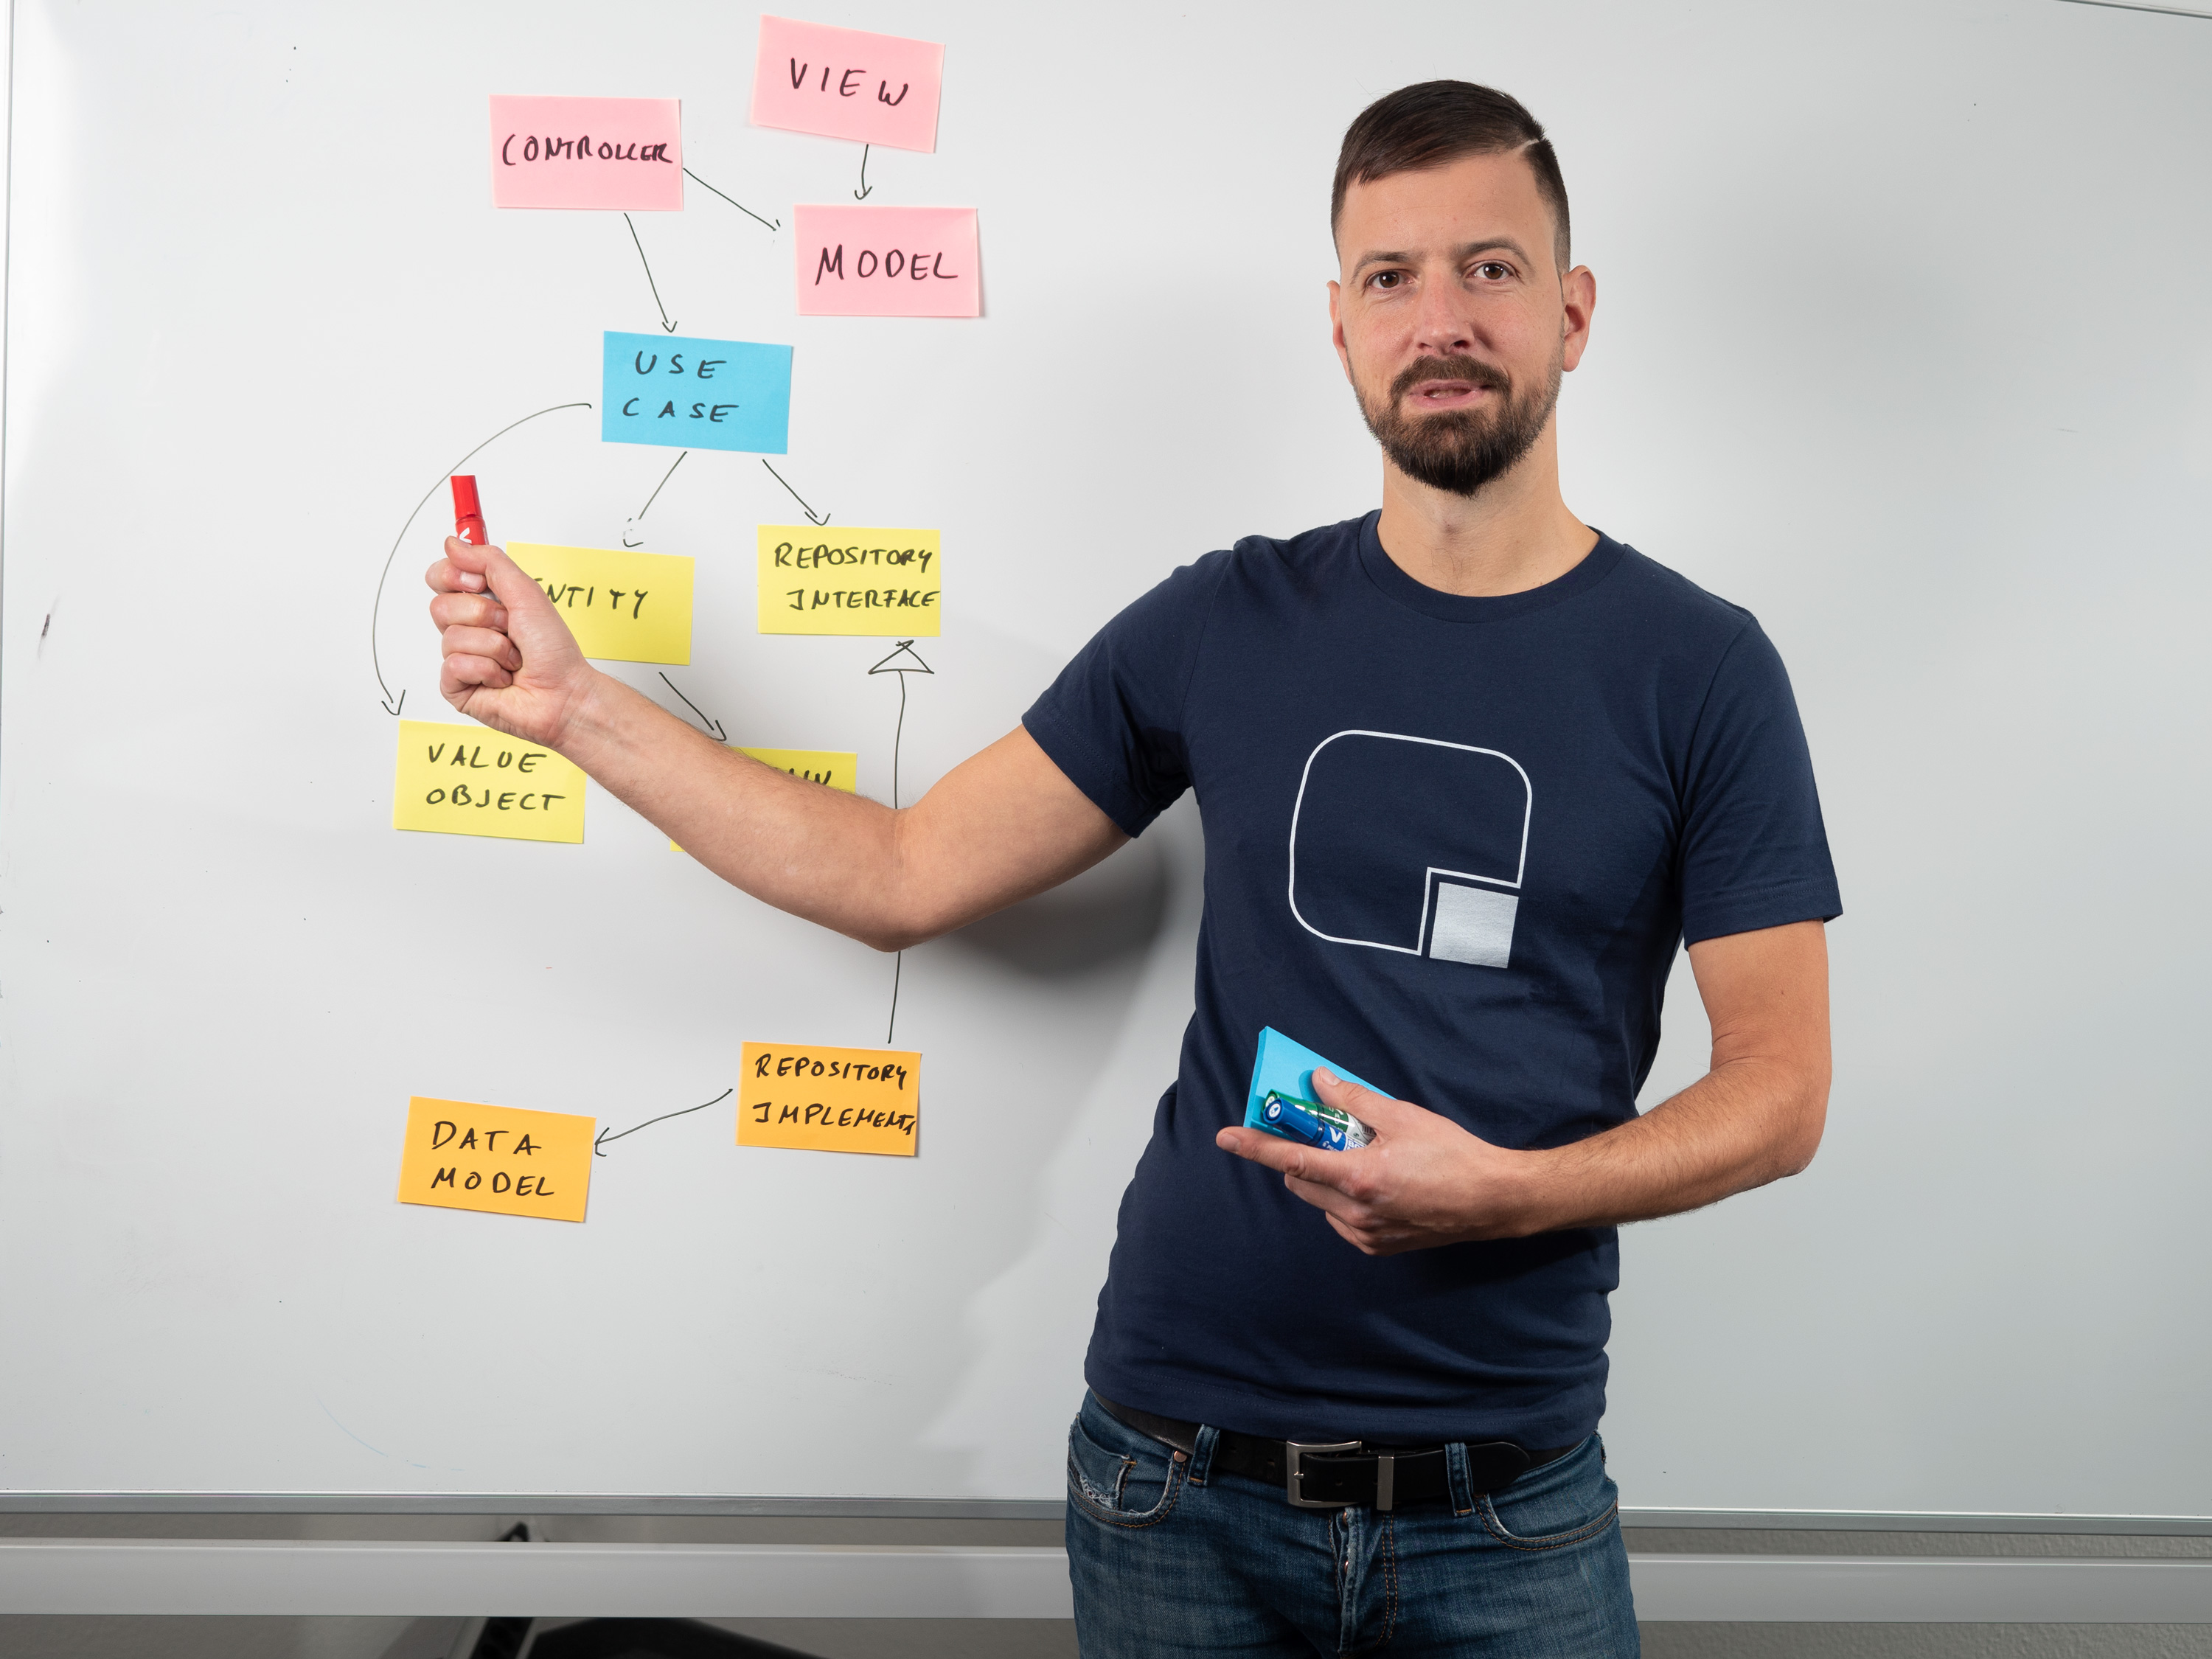 VIEW
CONTROLLER
MODEL
USE
CASE
REPOSITORY
INTERFACE
VALUE
OBJECT
REPOSITORY
DATA
MODEL